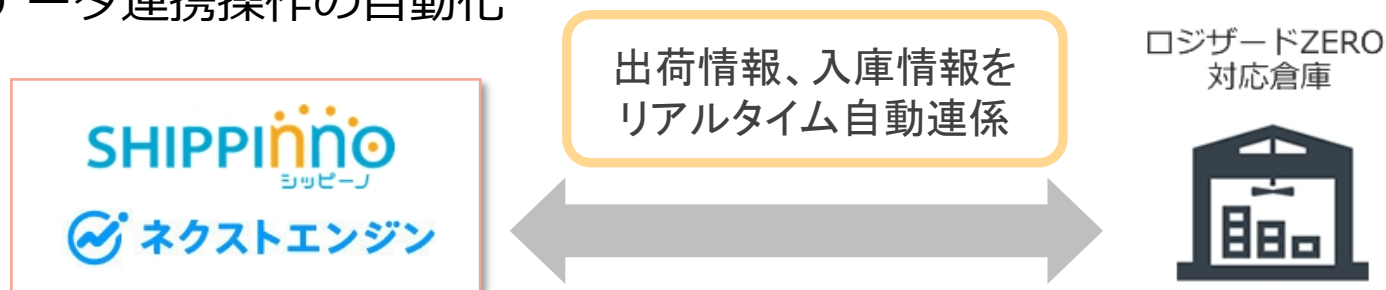 データ連携操作の自動化
出荷情報、入庫情報を
リアルタイム自動連係
ロジザードZERO
対応倉庫
SHIPPINNO
シッピーノ
ネクストエンジン